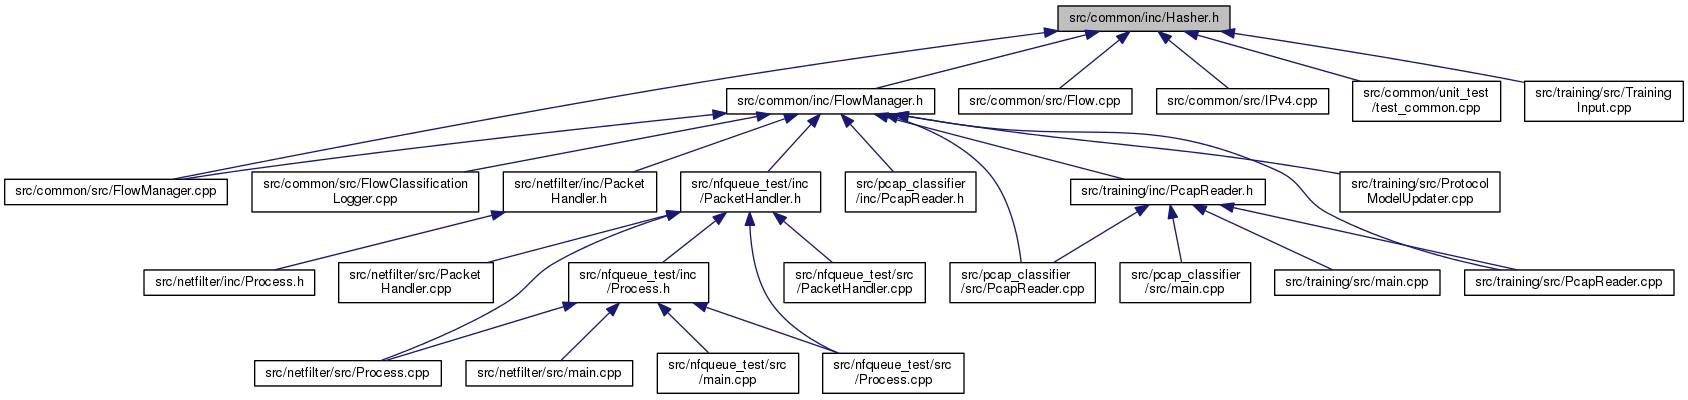 src/common/inc/Hasher.h
src/common/inc/FlowManager.h
src/common/src/Flow.cpp
src/common/src/IPv4.cpp
src/common/unit_test
/test_common.cpp
src/training/src/Training
Input.cpp
src/common/src/FlowManager.cpp
src/common/src/FlowClassification
Logger.cpp
src/netfilter/inc/Packet
Handler.h
src/nfqueue_test/inc
/PacketHandler.h
src/pcap_classifier
/inc/PcapReader.h
src/training/inc/PcapReader.h
src/training/src/Protocol
ModelUpdater.cpp
src/netfilter/inc/Process.h
src/netfilter/src/Packet
Handler.cpp
src/nfqueue_test/inc
/Process.h
src/nfqueue_test/src
/PacketHandler.cpp
src/pcap_classifier
/src/PcapReader.cpp
src/pcap_classifier
/src/main.cpp
src/training/src/main.cpp
src/training/src/PcapReader.cpp
src/netfilter/src/Process.cpp
src/netfilter/src/main.cpp
src/nfqueue_test/src
/main.cpp
src/nfqueue_test/src
/Process.cpp